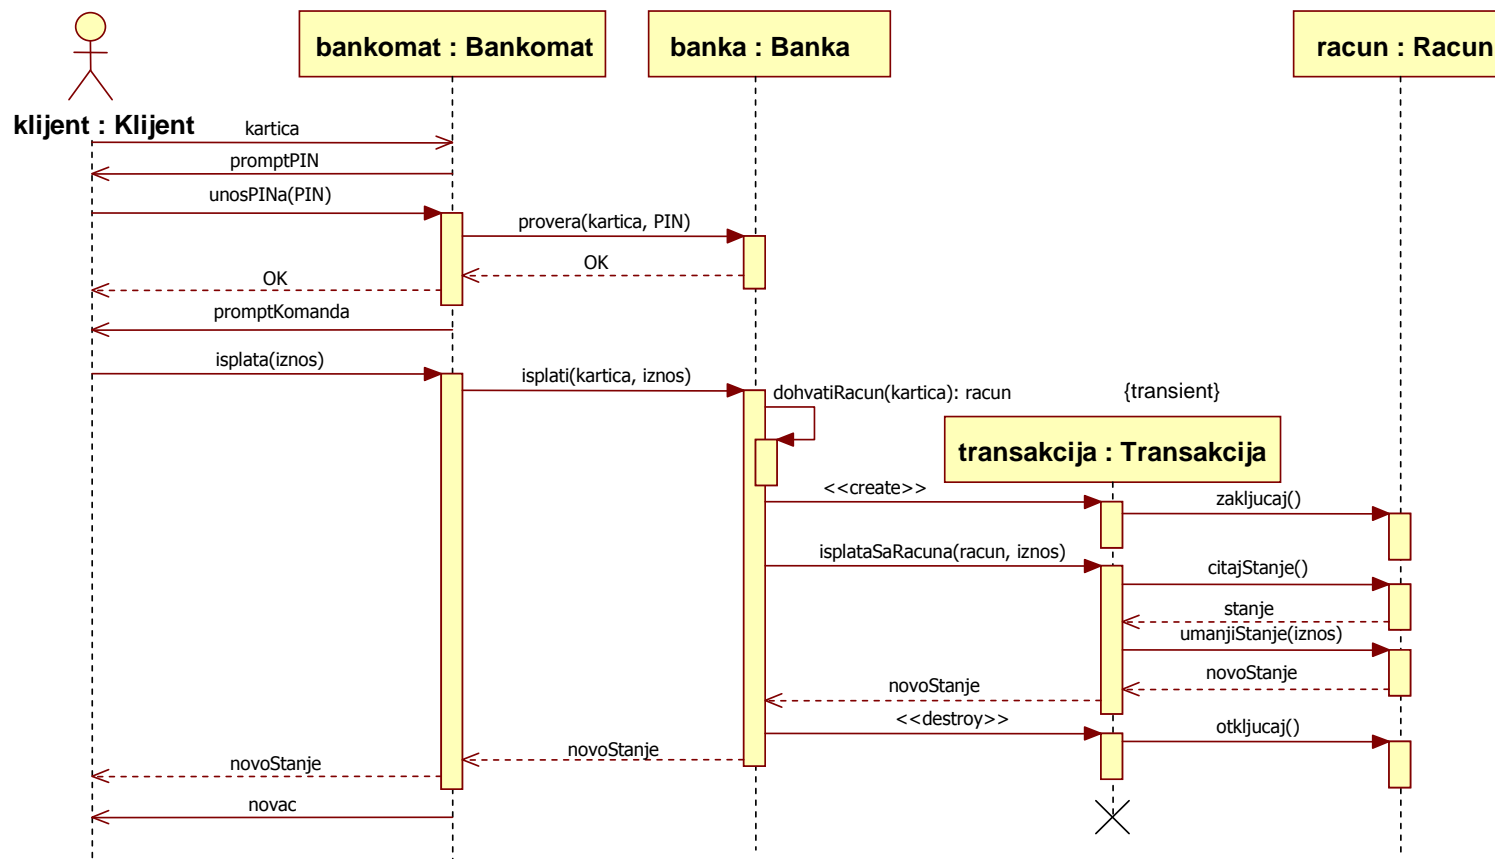 bankomat : Bankomat
banka : Banka
racun : Racun
klijent : Klijent
kartica
promptPIN
unosPINa(PIN)
provera(kartica, PIN)
OK
OK
promptKomanda
isplata(iznos)
isplati(kartica, iznos)
dohvatiRacun(kartica): racun
{transient}
transakcija : Transakcija
<<create>>
zakljucaj()
isplataSaRacuna(racun, iznos)
citajStanje()
stanje
umanjiStanje(iznos)
novoStanje
novoStanje
<<destroy>>
otkljucaj()
novoStanje
novoStanje
novac